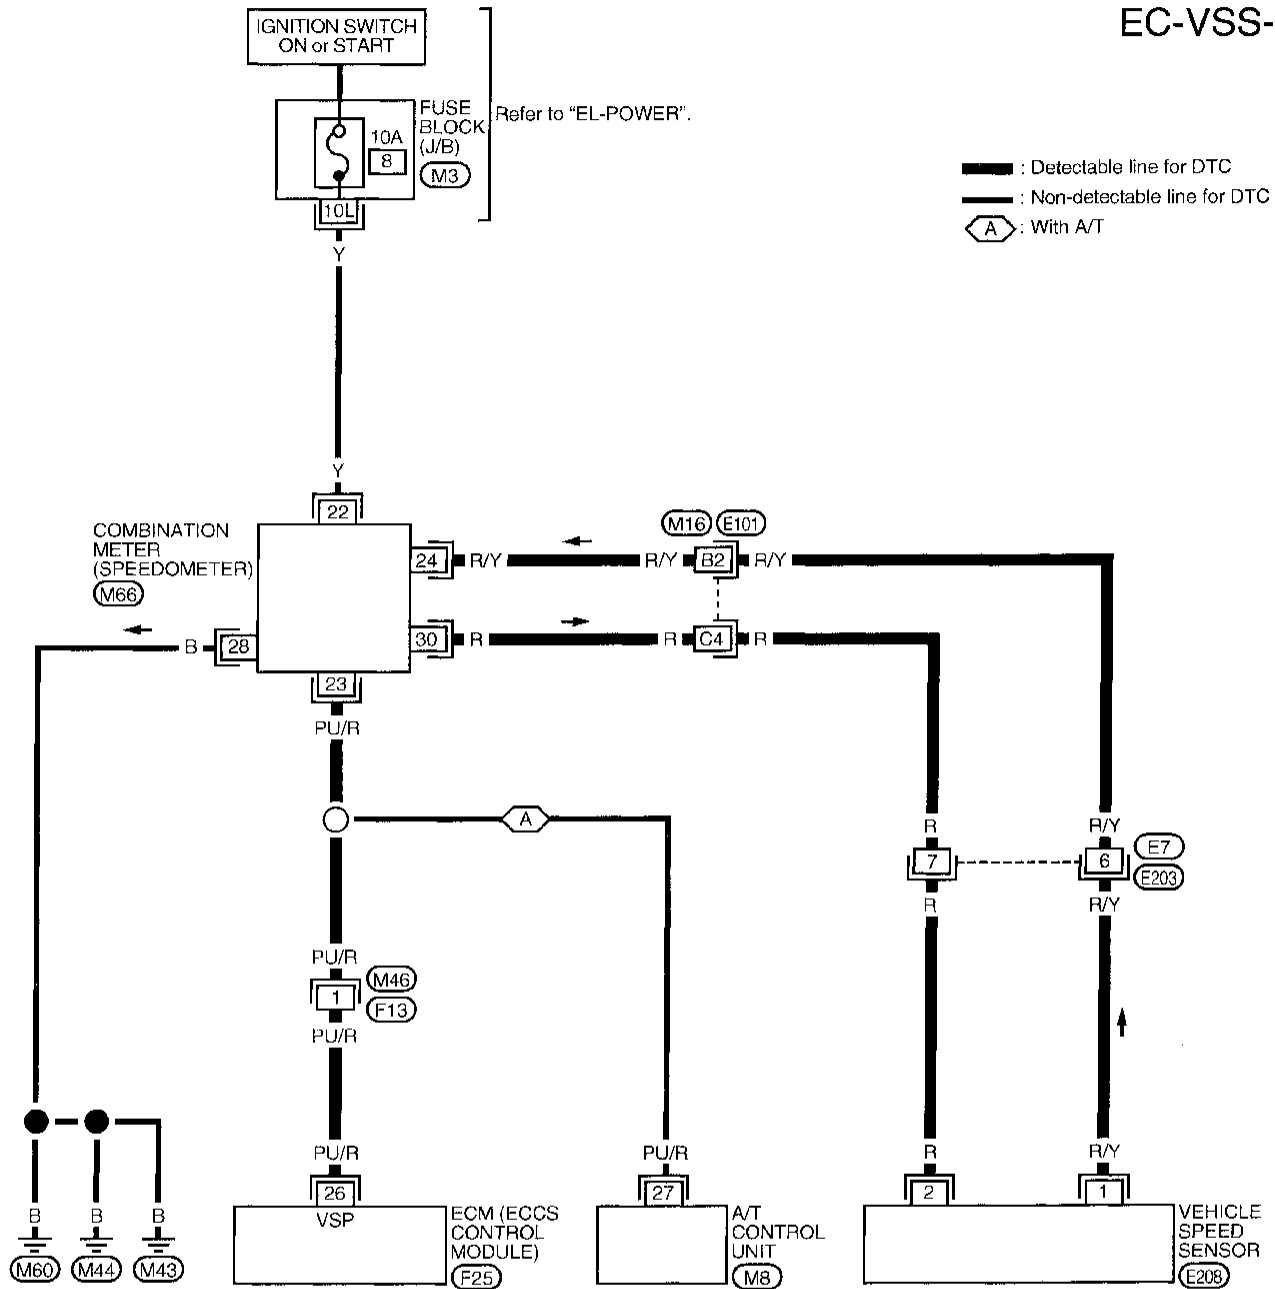 EC-VSS-
IGNITION SWITCH
ON or START
FUSE
BLOCK
(J/B)
M3
10A
8
10L
Refer to "EL-POWER".
: Detectable line for DTC
: Non-detectable line for DTC
A : With A/T
Y
Y
22
COMBINATION
METER
(SPEEDOMETER)
M66
24 R/Y R/Y B2 R/Y
M16 E101
30 R R C4 R
B 28
23
PU/R
A
R R/Y
7 6
E7
E203
R R/Y
PU/R
1
M46
F13
PU/R
PU/R PU/R R R/Y
26 27 2 1
VSP
ECM (ECCS
CONTROL
MODULE)
F25
A/T
CONTROL
UNIT
M8
VEHICLE
SPEED
SENSOR
E208
B B B
M60 M44 M43